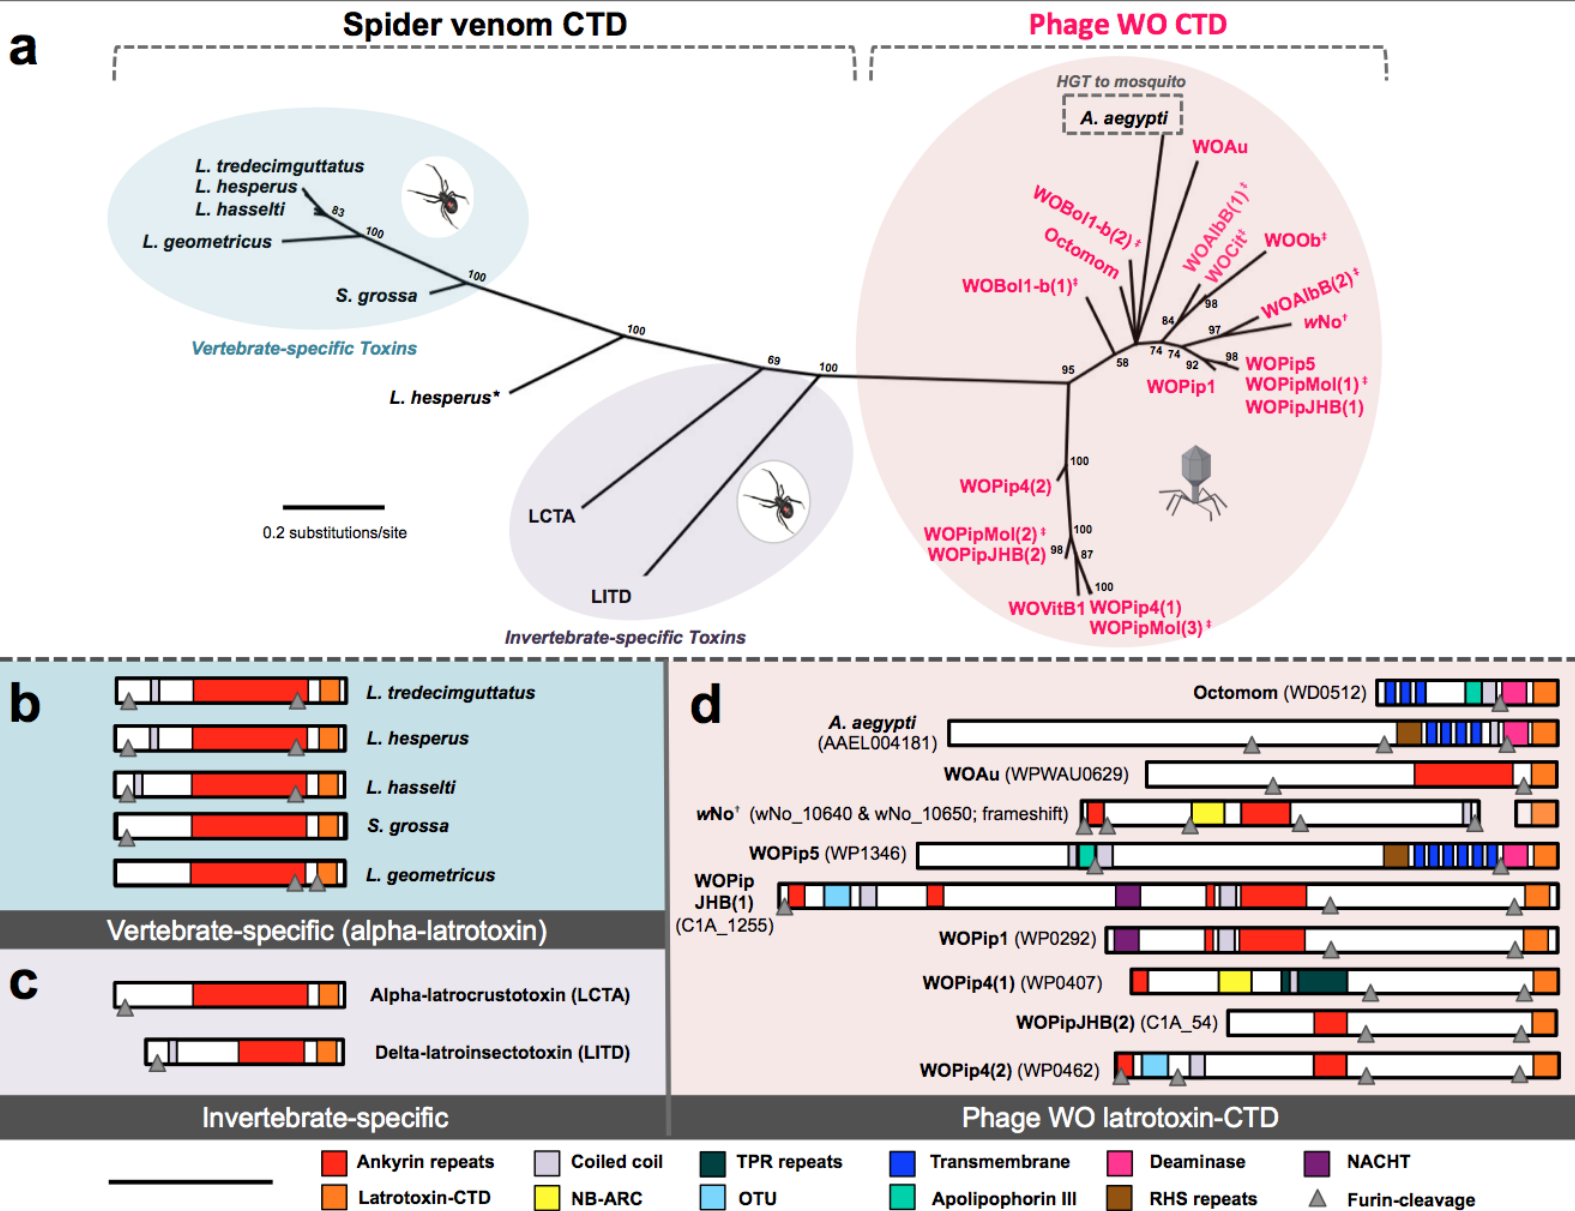 a
Spider venom CTD
Phage WO CTD
HGT to mosquito
A. aegypti
WOAu
L. tredecimguttatus
L. hesperus
L. hasselti
83
L. geometricus
100
100
S. grossa
Vertebrate-specific Toxins
100
L. hesperus*
69
100
WOBol1-b(2)‡
Octomom
WOBol1-b(1)‡
WOAlbB(1)‡
WOCit‡
WOOb‡
WOAlbB(2)‡
wNo†
98
84
97
74
74
58
92
98
95
WOPip5
WOPipMol(1)‡
WOPipJHB(1)
WOPip1
0.2 substitutions/site
LCTA
LITD
Invertebrate-specific Toxins
100
WOPip4(2)
100
WOPipMol(2)‡
WOPipJHB(2)
98
87
100
WOVitB1
WOPip4(1)
WOPipMol(3)‡
b
L. tredecimguttatus
L. hesperus
L. hasselti
S. grossa
L. geometricus
Vertebrate-specific (alpha-latrotoxin)
c
Alpha-latrocrustotoxin (LCTA)
Delta-latroinsectotoxin (LITD)
Invertebrate-specific
d
Octomom (WD0512)
A. aegypti
(AAEL004181)
WOAu (WPWAU0629)
wNo† (wNo_10640 & wNo_10650; frameshift)
WOPip5 (WP1346)
WOPip
JHB(1)
(C1A_1255)
WOPip1 (WP0292)
WOPip4(1) (WP0407)
WOPipJHB(2) (C1A_54)
WOPip4(2) (WP0462)
Phage WO latrotoxin-CTD
Ankyrin repeats
Coiled coil
TPR repeats
Transmembrane
Deaminase
NACHT
Latrotoxin-CTD
NB-ARC
OTU
Apolipophorin III
RHS repeats
Furin-cleavage